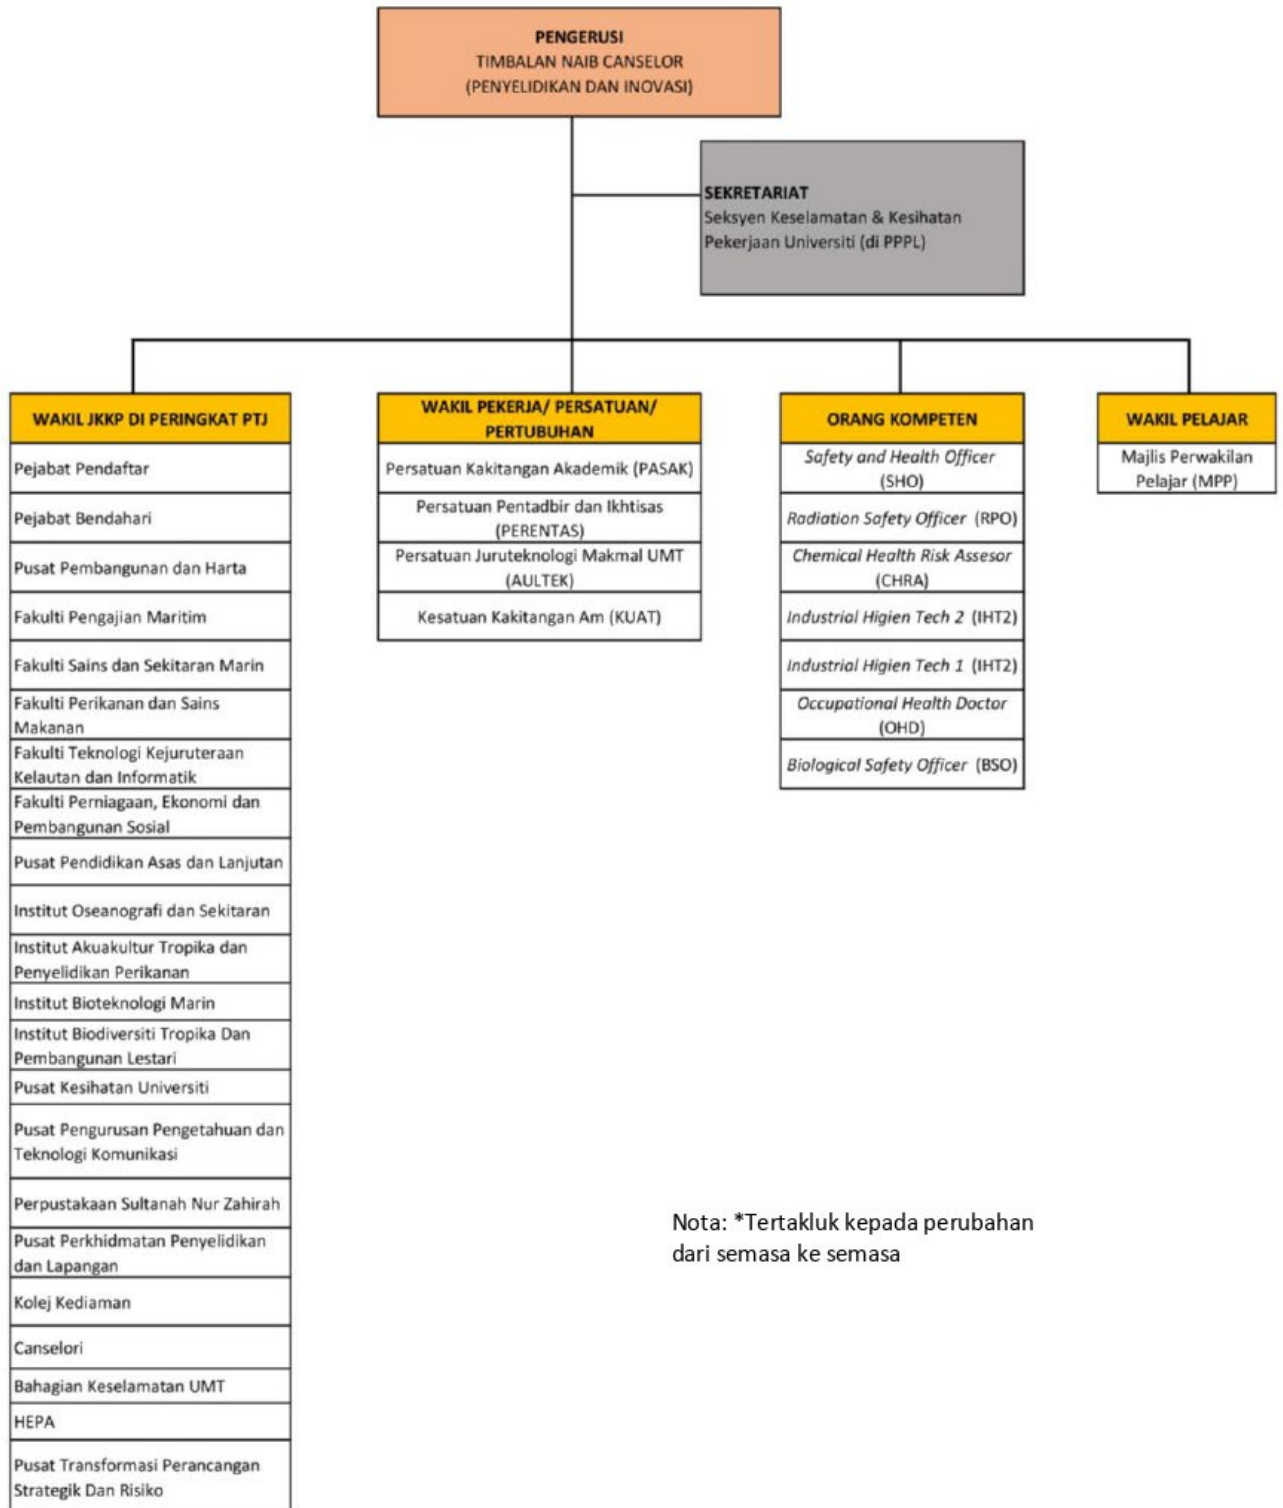 PENGERUSI
TIMBALAN NAIB CANSELOR
(PENYELIDIKAN DAN INOVASI)
SEKRETARIAT
Seksyen Keselamatan & Kesihatan
Pekerjaan Universiti (di PPPL)
WAKIL JKKP DI PERINGKAT PTJ
Pejabat Pendaftar
Pejabat Bendahari
Pusat Pembangunan dan Harta
Fakulti Pengajian Maritim
Fakulti Sains dan Sekitaran Marin
Fakulti Perikanan dan Sains
Makanan
Fakulti Teknologi Kejuruteraan
Kelautan dan Informatik
Fakulti Perniagaan, Ekonomi dan
Pembangunan Sosial
Pusat Pendidikan Asas dan Lanjutan
Institut Oseanografi dan Sekitaran
Institut Akuakultur Tropika dan
Penyelidikan Perikanan
Institut Bioteknologi Marin
Institut Biodiversiti Tropika Dan
Pembangunan Lestari
Pusat Kesihatan Universiti
Pusat Pengurusan Pengetahuan dan
Teknologi Komunikasi
Perpustakaan Sultanah Nur Zahirah
Pusat Perkhidmatan Penyelidikan
dan Lapangan
Kolej Kediaman
Canselori
Bahagian Keselamatan UMT
HEPA
Pusat Transformasi Perancangan
Strategik Dan Risiko
WAKIL PEKERJA/ PERSATUAN/
PERTUBUHAN
Persatuan Kakitangan Akademik (PASAK)
Persatuan Pentadbir dan Ikhtisas
(PERENTAS)
Persatuan Juruteknologi Makmal UMT
(AULTEK)
Kesatuan Kakitangan Am (KUAT)
ORANG KOMPETEN
Safety and Health Officer
(SHO)
Radiation Safety Officer (RPO)
Chemical Health Risk Assesor
(CHRA)
Industrial Higien Tech 2 (IHT2)
Industrial Higien Tech 1 (IHT2)
Occupational Health Doctor
(OHD)
Biological Safety Officer (BSO)
WAKIL PELAJAR
Majlis Perwakilan
Pelajar (MPP)
Nota: *Tertakluk kepada perubahan
dari semasa ke semasa